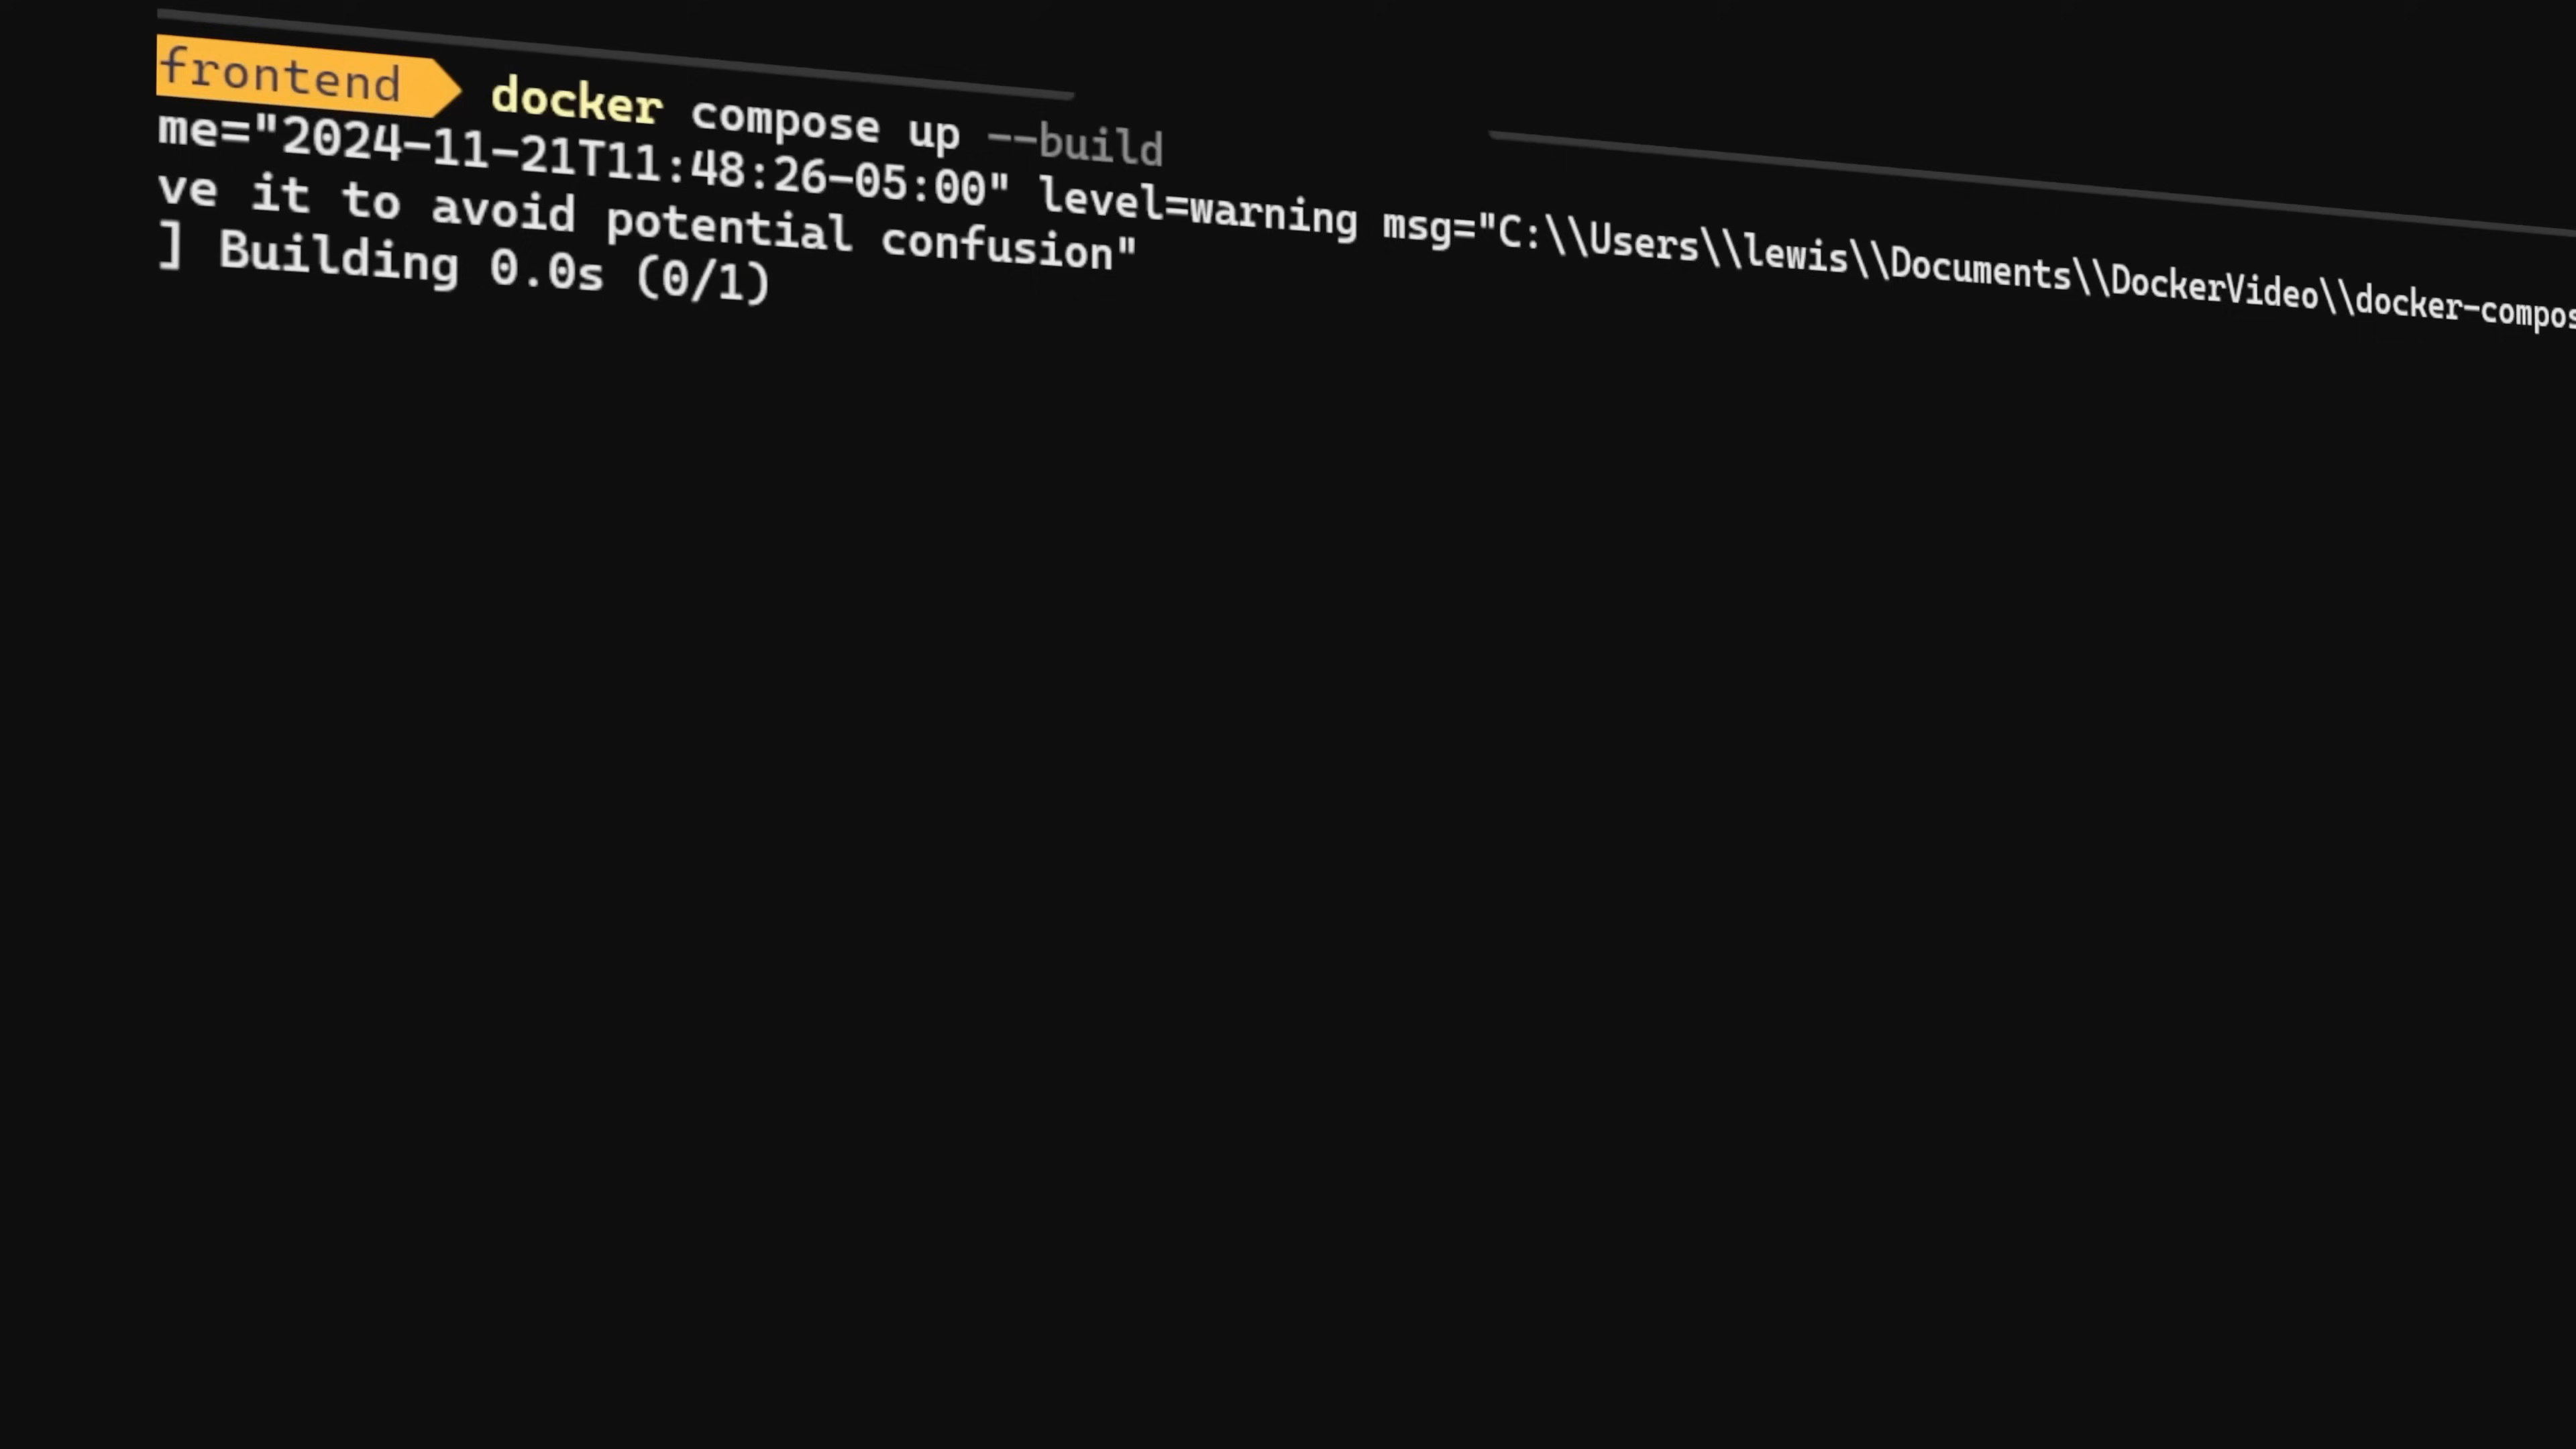 frontend docker compose up --build
me="2024-11-21T11:48:26-05:00" level=warning msg="C:\\Users\\lewis\\Documents\\DockerVideo\\docker-compos
ve it to avoid potential confusion"
] Building 0.0s (0/1)